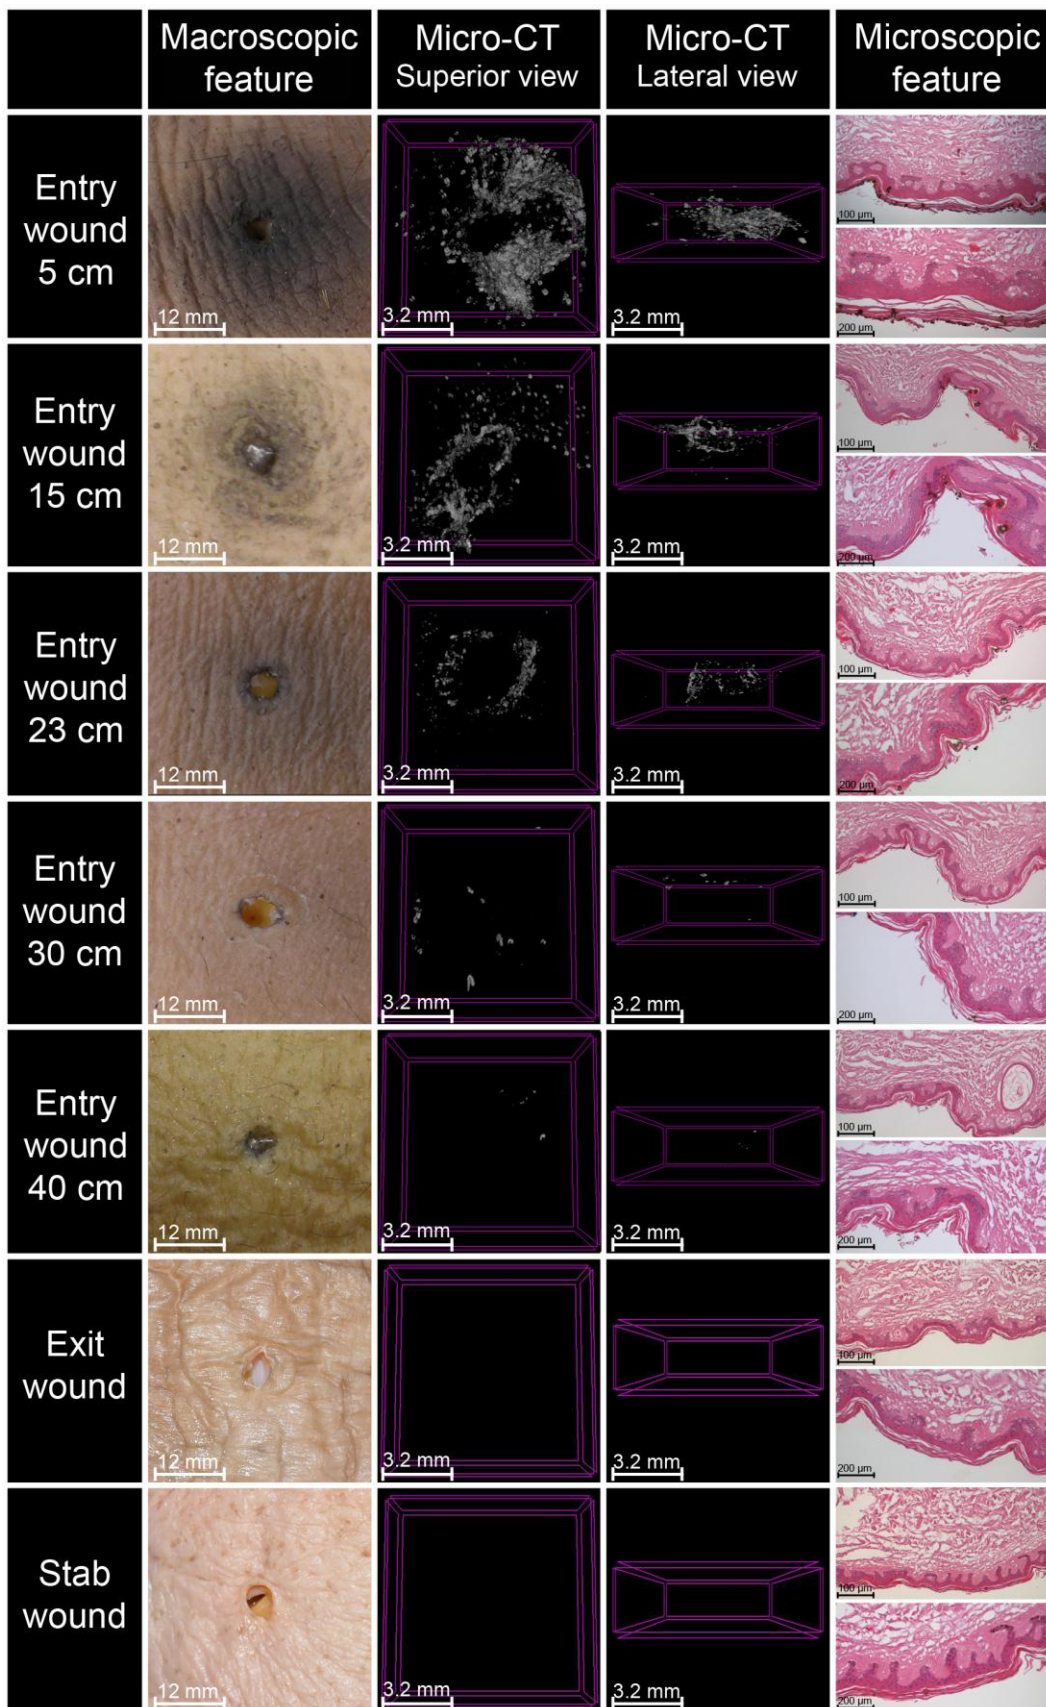 Macroscopic
feature
Micro-CT
Superior view
Micro-CT
Lateral view
Microscopic
feature
Entry
wound
5 cm
12 mm
3.2 mm
3.2 mm
100 µm
200 µm
Entry
wound
15 cm
12 mm
3.2 mm
3.2 mm
100 µm
200 µm
Entry
wound
23 cm
12 mm
3.2 mm
3.2 mm
100 µm
200 µm
Entry
wound
30 cm
12 mm
3.2 mm
3.2 mm
100 µm
200 µm
Entry
wound
40 cm
12 mm
3.2 mm
3.2 mm
100 µm
200 µm
Exit
wound
12 mm
3.2 mm
3.2 mm
100 µm
200 µm
Stab
wound
12 mm
3.2 mm
3.2 mm
100 µm
200 µm